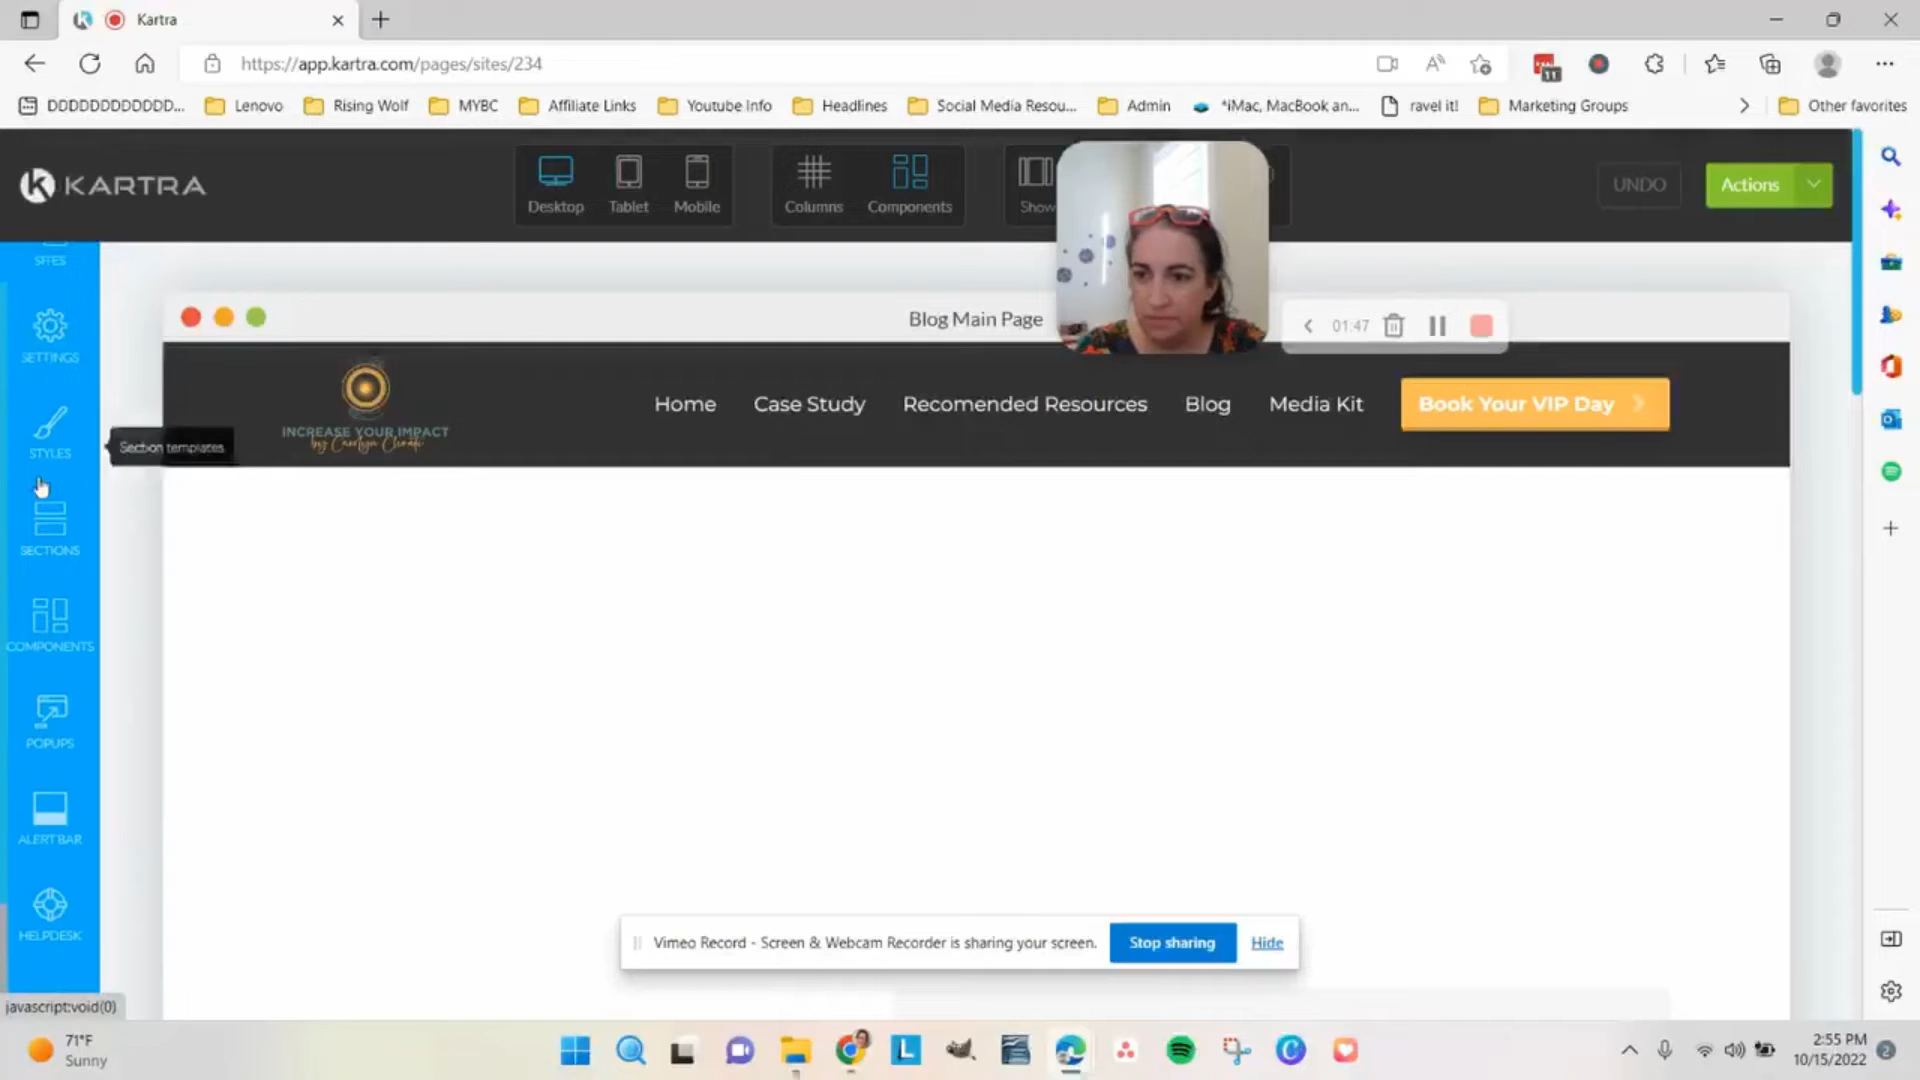 Kartra
https://app.kartra.com/pages/sites/234
11
DDDDDDDDDDDD...
Lenovo
Rising Wolf
MYBC
Affiliate Links
Youtube Info
Headlines
Social Media Resou...
Admin
*iMac, MacBook an...
ravel it!
Marketing Groups
Other favorites
KARTRA
Desktop
Tablet
Mobile
Columns
Components
Show
UNDO
Actions
SITES
SETTINGS
STYLES
Section templates
SECTIONS
COMPONENTS
POPUPS
ALERT BAR
HELPDESK
Blog Main Page
01:47
INCREASE YOUR IMPACT
Home
Case Study
Recomended Resources
Blog
Media Kit
Book Your VIP Day
Vimeo Record - Screen & Webcam Recorder is sharing your screen.
Stop sharing
Hide
javascript:void(0)
71°F
Sunny
2:55 PM
10/15/2022
2